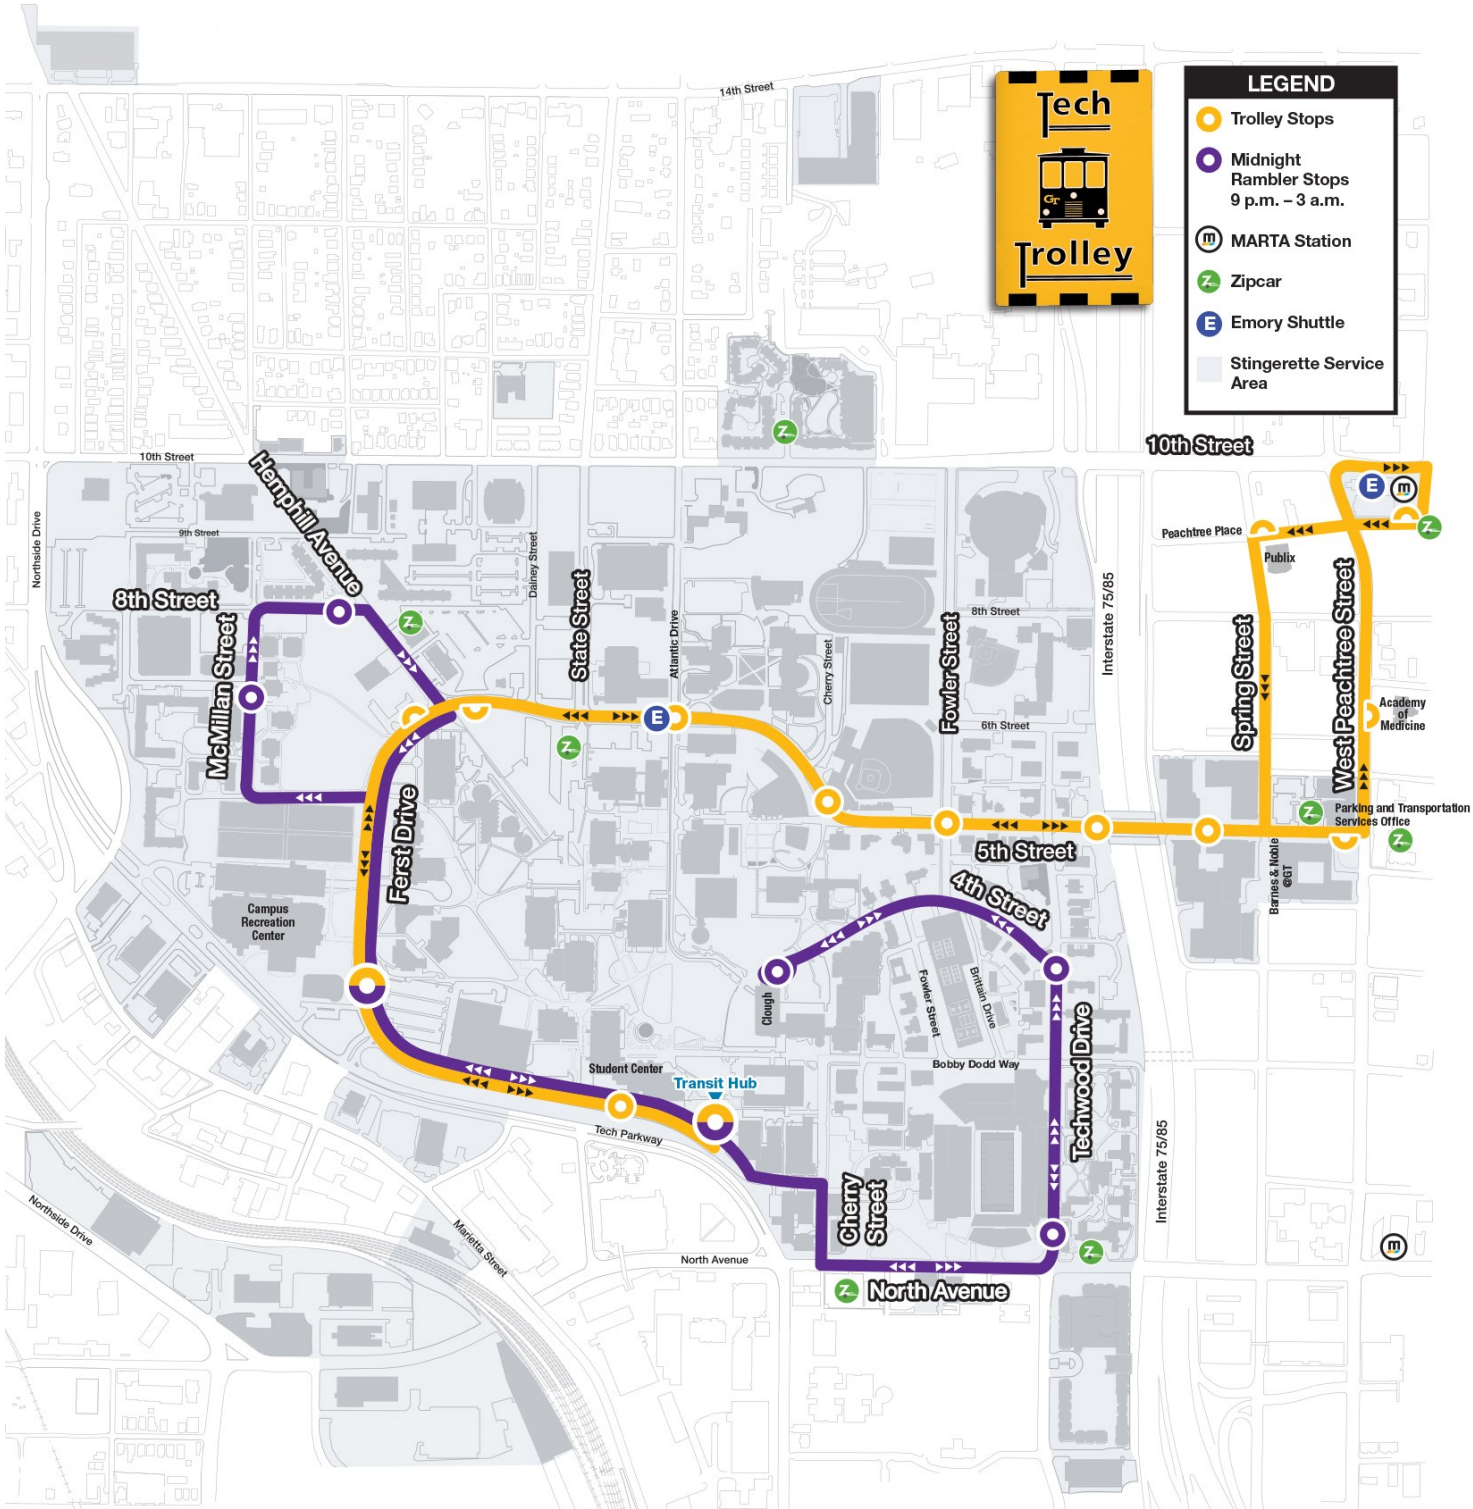 14th Street
Tech
GT
Trolley
LEGEND
Trolley Stops
Midnight
Rambler Stops
9 p.m. – 3 a.m.
m MARTA Station
Z Zipcar
E Emory Shuttle
Stingerette Service
Area
Z
10th Street
10th Street
Hemphill Avenue
E
m
Z
Northside Drive
9th Street
Dalney Street
Peachtree Place
Publix
8th Street
McMillan Street
Z
State Street
Atlantic Drive
Cherry Street
Fowler Street
8th Street
6th Street
Interstate 75/85
Spring Street
West Peachtree Street
Academy
of
Medicine
E
Z
Ferst Drive
5th Street
Z
Parking and Transportation
Services Office
Z
Barnes & Noble
@GT
4th Street
Campus
Recreation
Center
Clough
Fowler Street
Brittain Drive
Bobby Dodd Way
Techwood Drive
Student Center
Transit Hub
Tech Parkway
Interstate 75/85
Cherry
Street
Northside Drive
Marietta Street
North Avenue
Z
m
Z
North Avenue